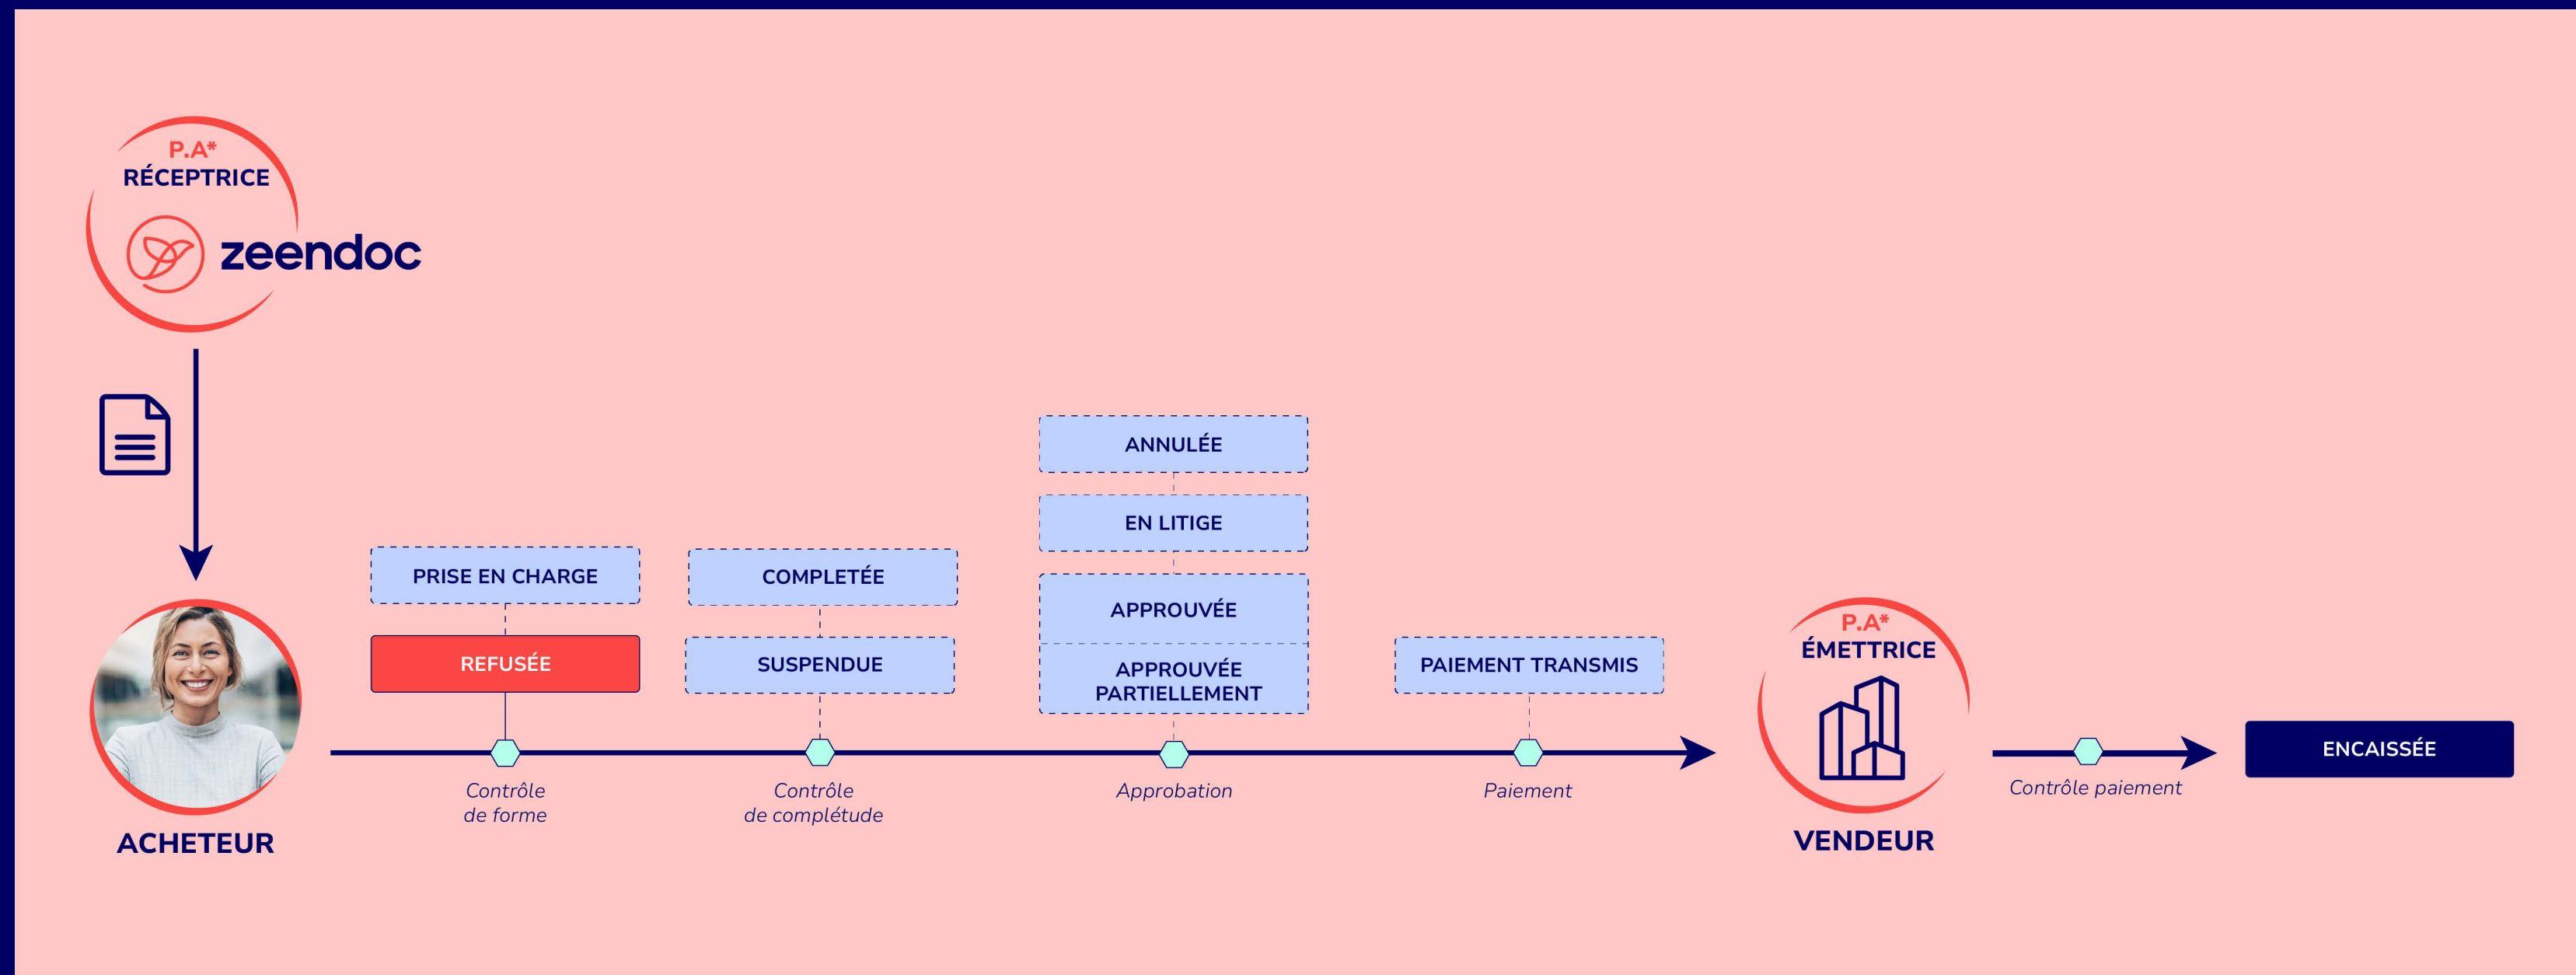 P.A*
RÉCEPTRICE
zeendoc
ACHETEUR
PRISE EN CHARGE
REFUSÉE
Contrôle
de forme
COMPLETÉE
SUSPENDUE
Contrôle
de complétude
ANNULÉE
EN LITIGE
APPROUVÉE
APPROUVÉE
PARTIELLEMENT
Approbation
PAIEMENT TRANSMIS
Paiement
P.A*
ÉMETTRICE
VENDEUR
Contrôle paiement
ENCAISSÉE